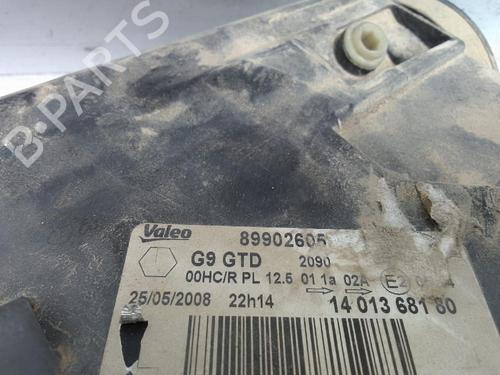 B-PARTS
Valeo 89902605
G9 GTD 2090
00HC/R PL 12.5 01 1a 02A E2
25/05/2008 22h14 14 013 681 80